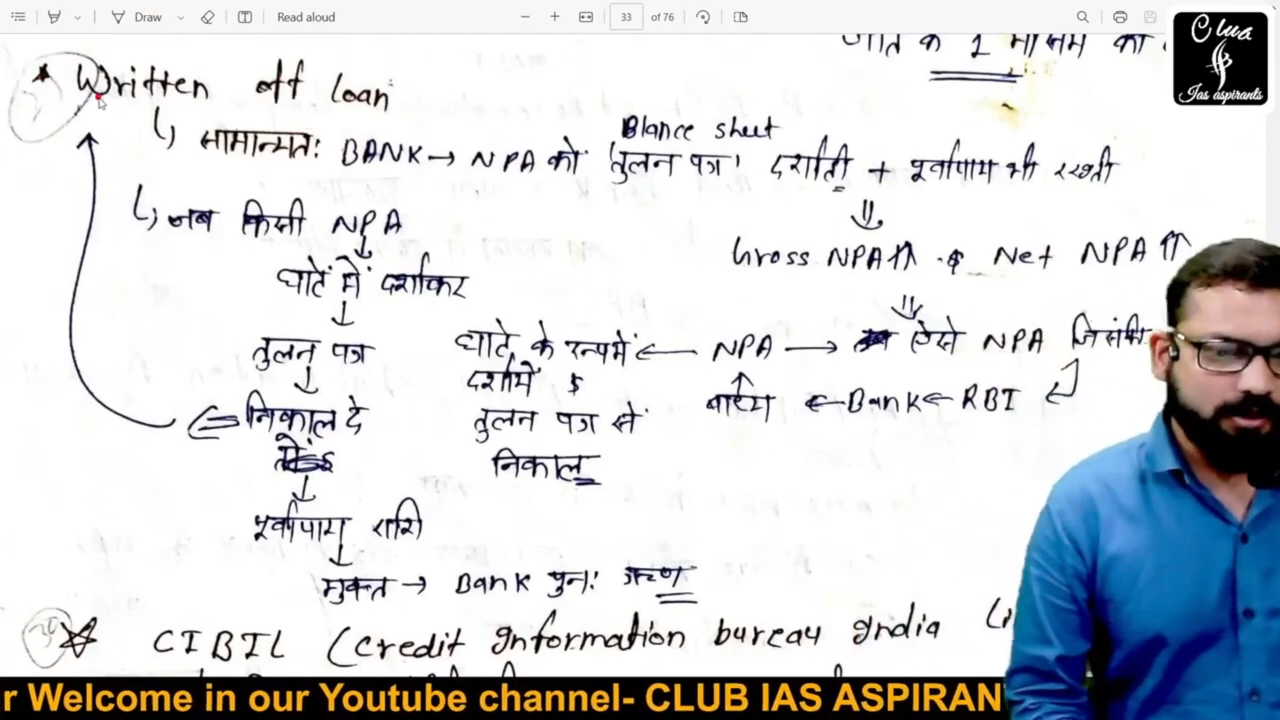 Draw
Read aloud
33 of 76
Clua
Ias aspirants
के 1 का
Written off loan
सामान्यतः BANK → NPA को 'तुलन पत्र' दर्शाती + पूर्वापाय भी रखती
Blance sheet
जब किसी NPA
Gross NPA⇈ & Net NPA⇈
घाटे में दर्शाकर
↓
तुलन पत्र
घाटे के रूप में ← NPA → ऐसे NPA जिसकी
दर्शामें &
निकाल दे
तुलन पत्र से
बाध्य ← Bank ← RBI
निकालू
↓
पूर्वापाय राशि
↓
मुक्त → Bank पुनः ऋण
CIBIL (Credit Information bureau India
r Welcome in our Youtube channel- CLUB IAS ASPIRAN